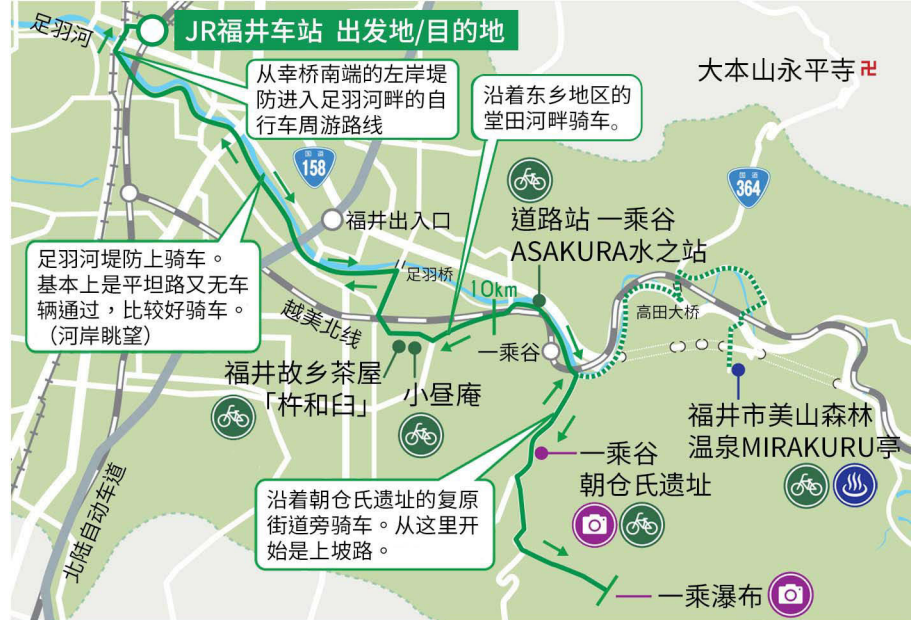 足羽河
JR福井车站 出发地/目的地
从幸桥南端的左岸堤
防进入足羽河畔的自
行车周游路线
沿着东乡地区的
堂田河畔骑车。
大本山永平寺卍
国道
158
国道
364
福井出入口
道路站 一乘谷
ASAKURA水之站
足羽河堤防上骑车。
基本上是平坦路又无车
辆通过，比较好骑车。
（河岸眺望）
足羽桥
10km
越美北线
高田大桥
一乘谷
福井故乡茶屋
「杵和臼」
小昼庵
福井市美山森林
温泉MIRAKURU亭
一乘谷
朝仓氏遗址
沿着朝仓氏遗址的复原
街道旁骑车。从这里开
始是上坡路。
北陆自动车道
一乘瀑布